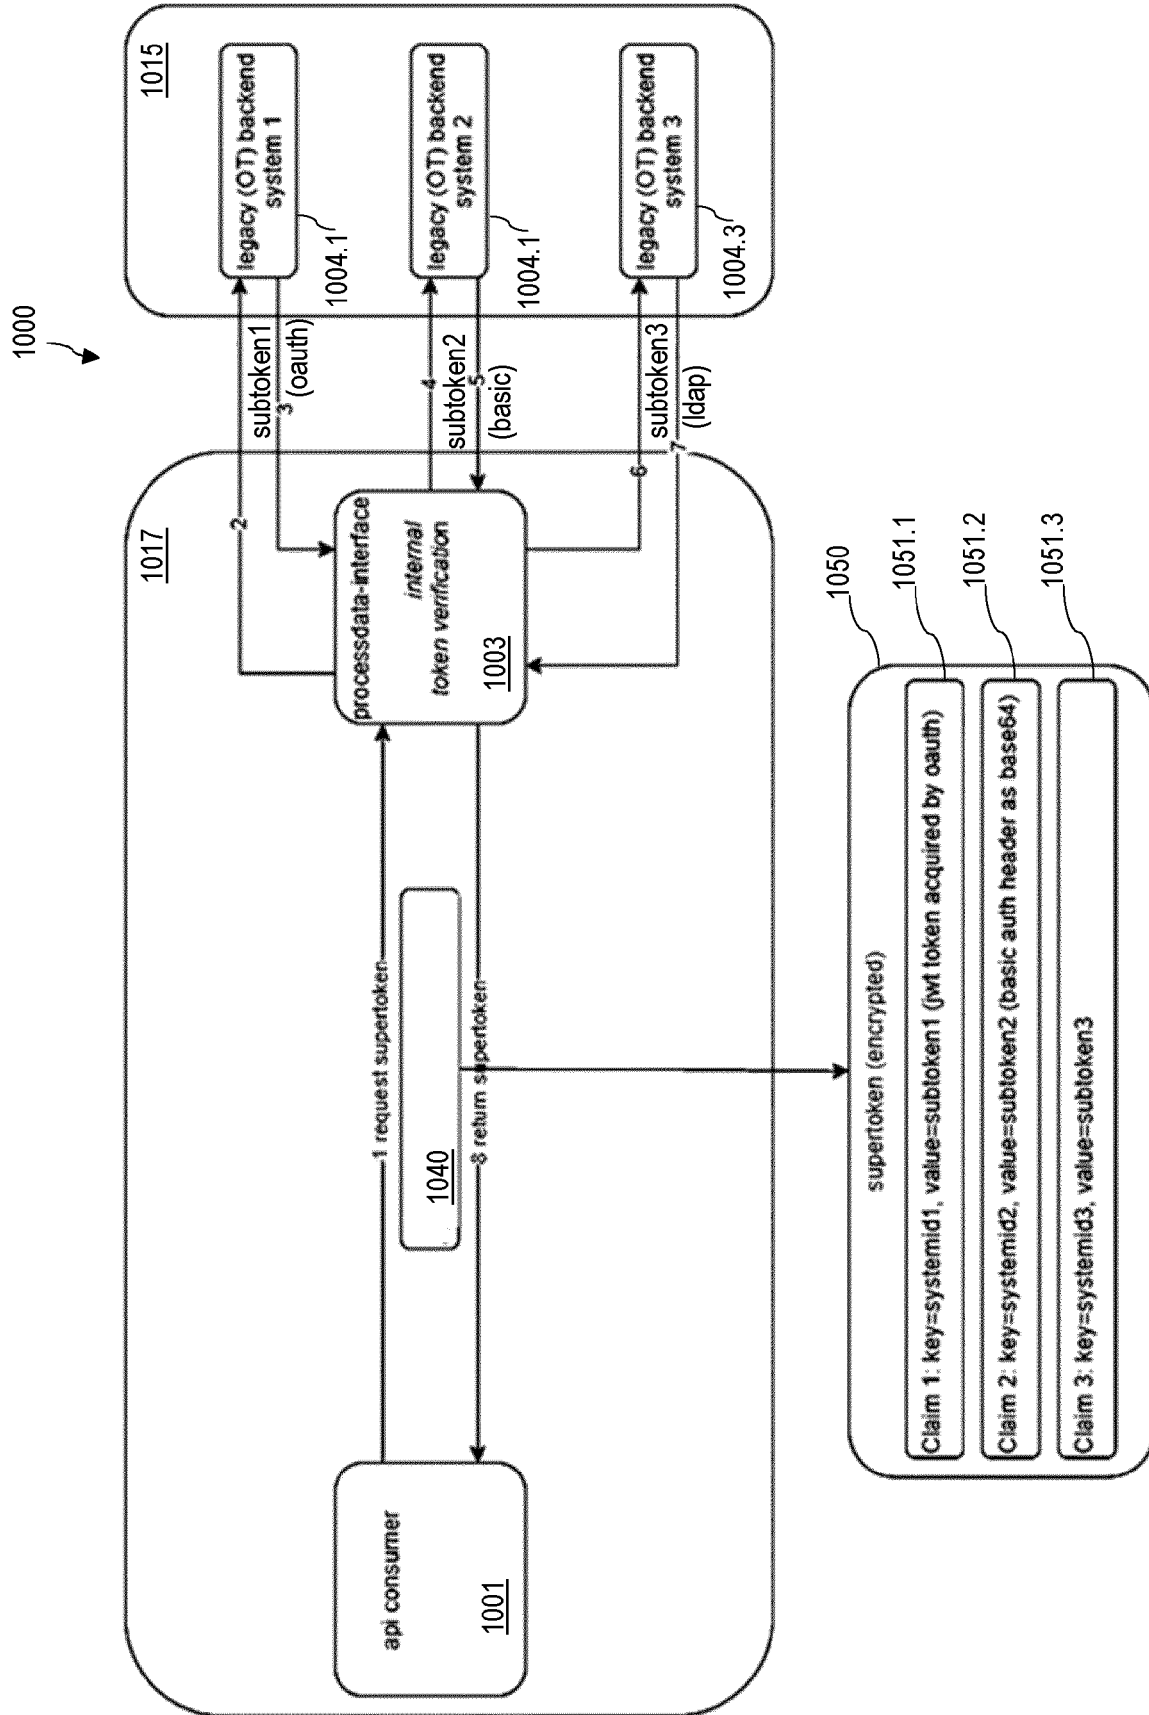 1000
1017
1015
api consumer
1001
1 request supertoken
1040
8 return supertoken
processdata-interface
internal
token verification
1003
2
subtoken1
3
(oauth)
4
subtoken2
5
(basic)
6
subtoken3
7
(ldap)
legacy (OT) backend
system 1
1004.1
legacy (OT) backend
system 2
1004.1
legacy (OT) backend
system 3
1004.3
supertoken (encrypted)
1050
Claim 1: key=systemid1, value=subtoken1 (jwt token acquired by oauth)
1051.1
Claim 2: key=systemid2, value=subtoken2 (basic auth header as base64)
1051.2
Claim 3: key=systemid3, value=subtoken3
1051.3